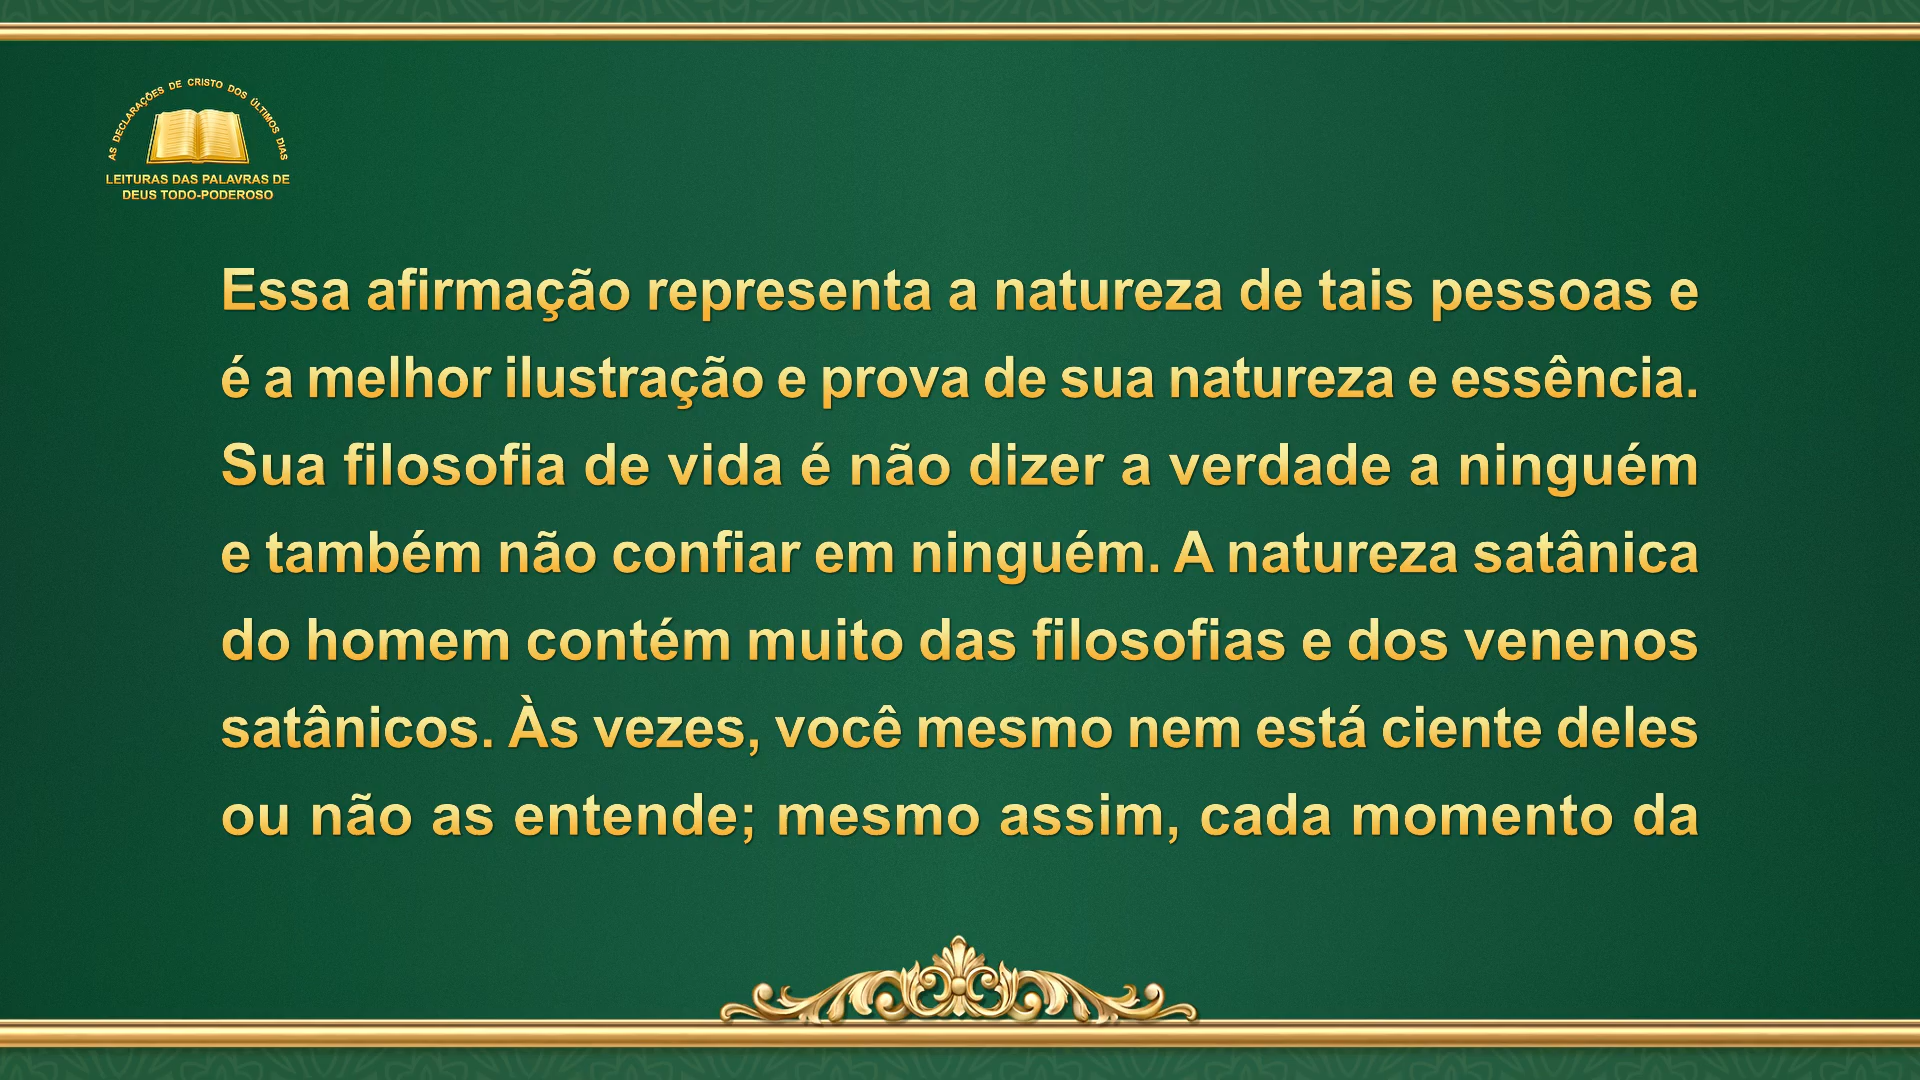 AS DECLARAÇÕES DE CRISTO DOS ÚLTIMOS DIAS
LEITURAS DAS PALAVRAS DE
DEUS TODO-PODEROSO
Essa afirmação representa a natureza de tais pessoas e
é a melhor ilustração e prova de sua natureza e essência.
Sua filosofia de vida é não dizer a verdade a ninguém
e também não confiar em ninguém. A natureza satânica
do homem contém muito das filosofias e dos venenos
satânicos. Às vezes, você mesmo nem está ciente deles
ou não as entende; mesmo assim, cada momento da